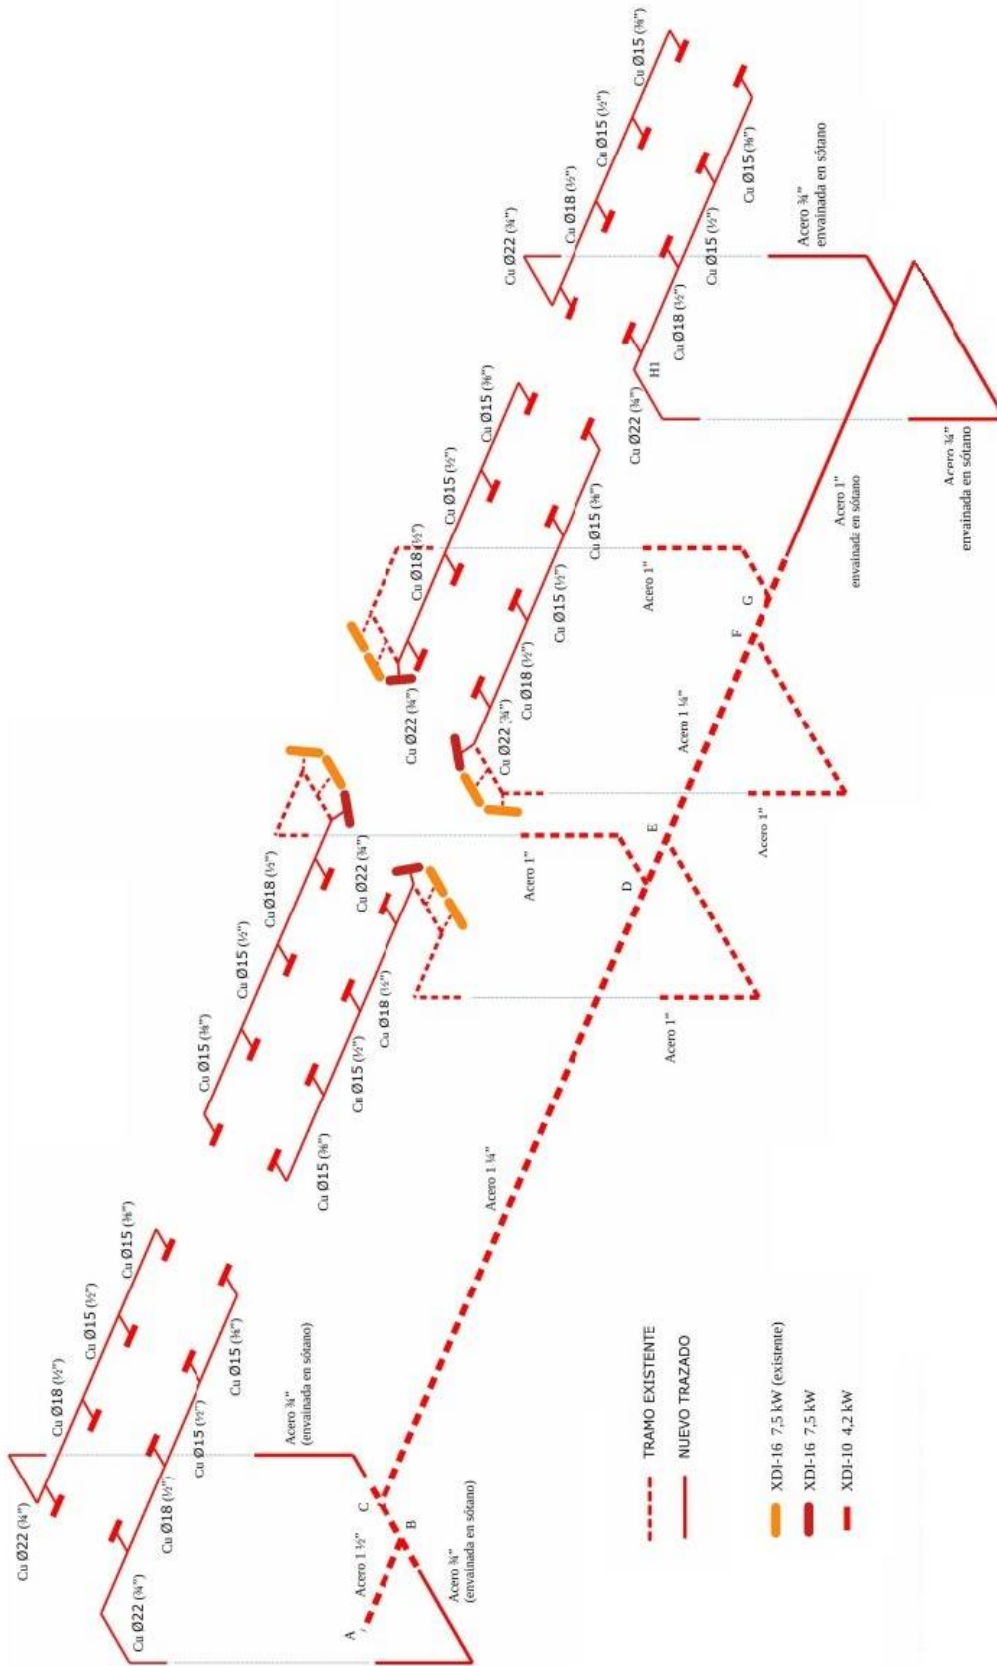 Cu Ø22 (¾")
Cu Ø18 (½")
Cu Ø15 (½")
Cu Ø15 (⅜")
Cu Ø22 (¾")
Cu Ø18 (½")
Cu Ø15 (½")
Cu Ø15 (⅜")
Acero ¾"
(envainada en sótano)
Acero ¾"
(envainada en sótano)
A
Acero 1 ½"
B
C
Acero 1 ¼"
Cu Ø15 (⅜")
Cu Ø15 (½")
Cu Ø18 (½")
Cu Ø22 (¾")
Cu Ø15 (⅜")
Cu Ø15 (½")
Cu Ø18 (½")
Acero 1"
Acero 1"
D
E
Acero 1 ¼"
F
G
Cu Ø22 (¾")
Cu Ø18 (½")
Cu Ø15 (½")
Cu Ø15 (⅜")
Cu Ø22 (¾")
Cu Ø18 (½")
Cu Ø15 (½")
Cu Ø15 (⅜")
Acero 1"
Acero 1"
Acero 1"
envainada en sótano
Cu Ø22 (¾")
Cu Ø18 (½")
Cu Ø15 (½")
Cu Ø15 (⅜")
Cu Ø22 (¾")
H1
Cu Ø18 (½")
Cu Ø15 (½")
Cu Ø15 (⅜")
Acero ¾"
envainada en sótano
Acero ¾"
envainada en sótano
TRAMO EXISTENTE
NUEVO TRAZADO
XDI-16 7,5 kW (existente)
XDI-16 7,5 kW
XDI-10 4,2 kW